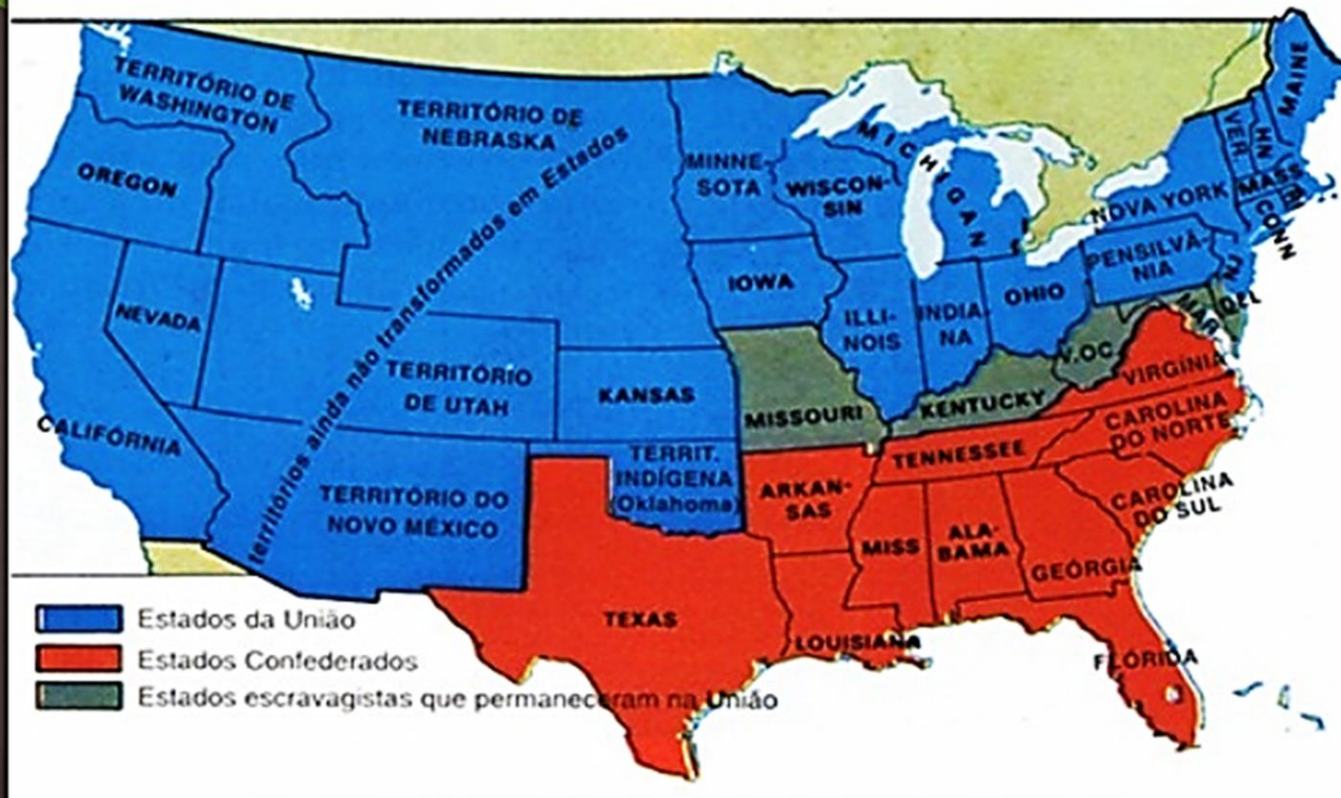 TERRITÓRIO DE
WASHINGTON
TERRITÓRIO DE
NEBRASKA
OREGON
NEVADA
CALIFÓRNIA
TERRITÓRIO
DE UTAH
TERRITÓRIO DO
NOVO MÉXICO
territórios ainda não transformados em Estados
KANSAS
TERRIT.
INDÍGENA
(Oklahoma)
MINNE-
SOTA
WISCON-
SIN
MICHIGAN
IOWA
ILLI-
NOIS
INDIA-
NA
OHIO
PENSILVÂ-
NIA
NOVA YORK
VER
HN
MAINE
MASS
RI
CONN
NJ
DEL
MAR
V.OC.
VIRGÍNIA
KENTUCKY
MISSOURI
TENNESSEE
CAROLINA
DO NORTE
CAROLINA
DO SUL
ARKAN-
SAS
MISS
ALA-
BAMA
GEÓRGIA
TEXAS
LOUISIANA
FLÓRIDA
Estados da União
Estados Confederados
Estados escravagistas que permaneceram na União